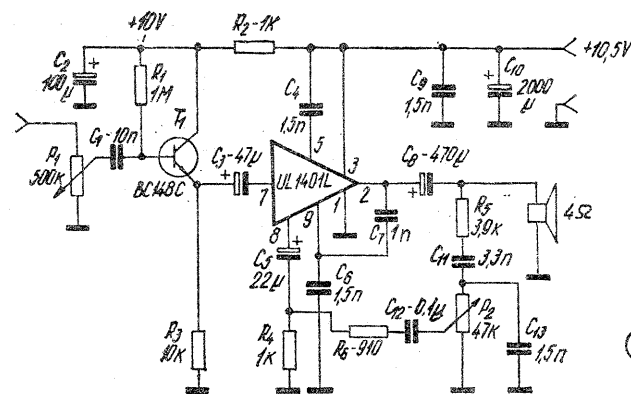 +10V
R2-1K
+10,5V
C2
100μ
R1
1M
C4
1,5n
C9
1,5n
C10
2000
μ
C1-10n
T1
P1
500K
BC148C
C3-47μ
5
3
UL1401L
7
2
C8-470μ
8
9
1
C7
1n
R5
3,9K
4Ω
C5
22μ
C11
3,3n
C6
1,5n
C12-0,1μ
P2
47K
R3
10K
R4
1K
R6-910
C13
1,5n